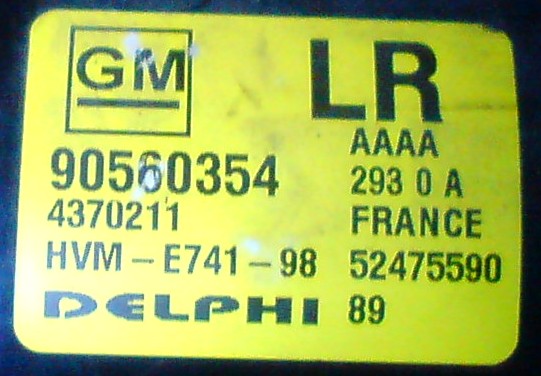 GM LR
AAAA
90560354 293 0 A
4370211 FRANCE
HVM - E741 - 98 52475590
DELPHI 89